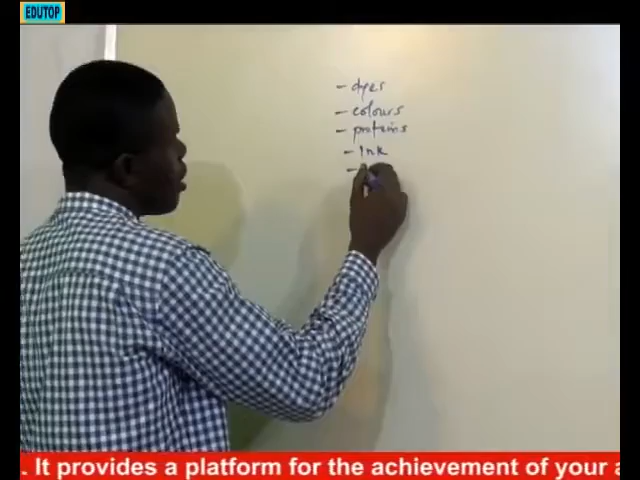 EDUTOP
- dyes
- colours
- proteins
- Ink
-
. It provides a platform for the achievement of your a